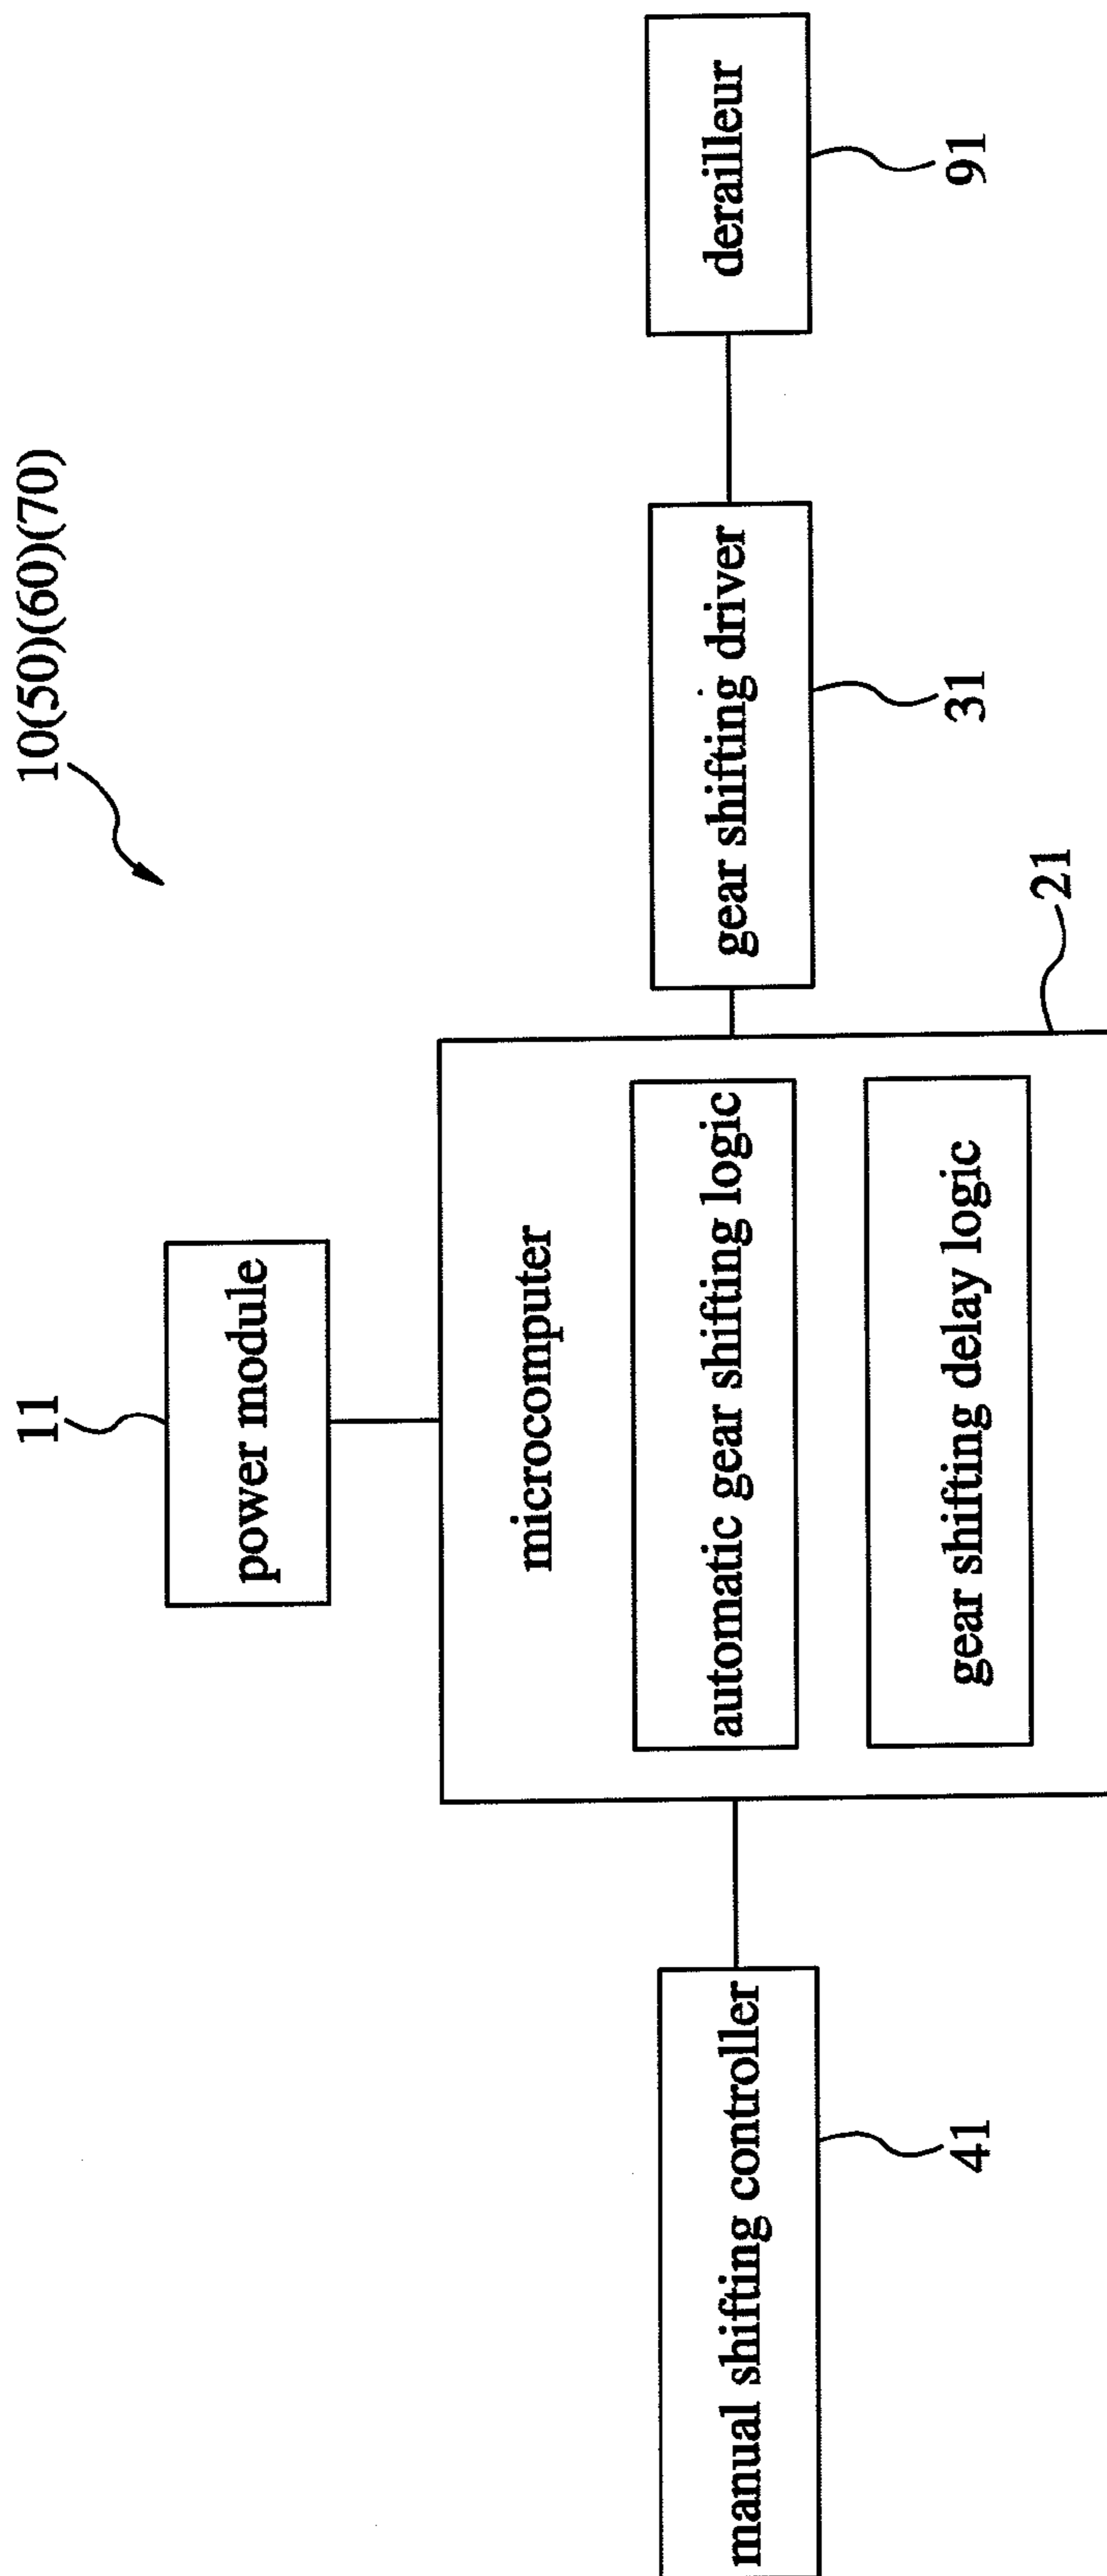 10(50)(60)(70)
11
power module
microcomputer
21
automatic gear shifting logic
gear shifting delay logic
manual shifting controller
41
gear shifting driver
31
derailleur
91